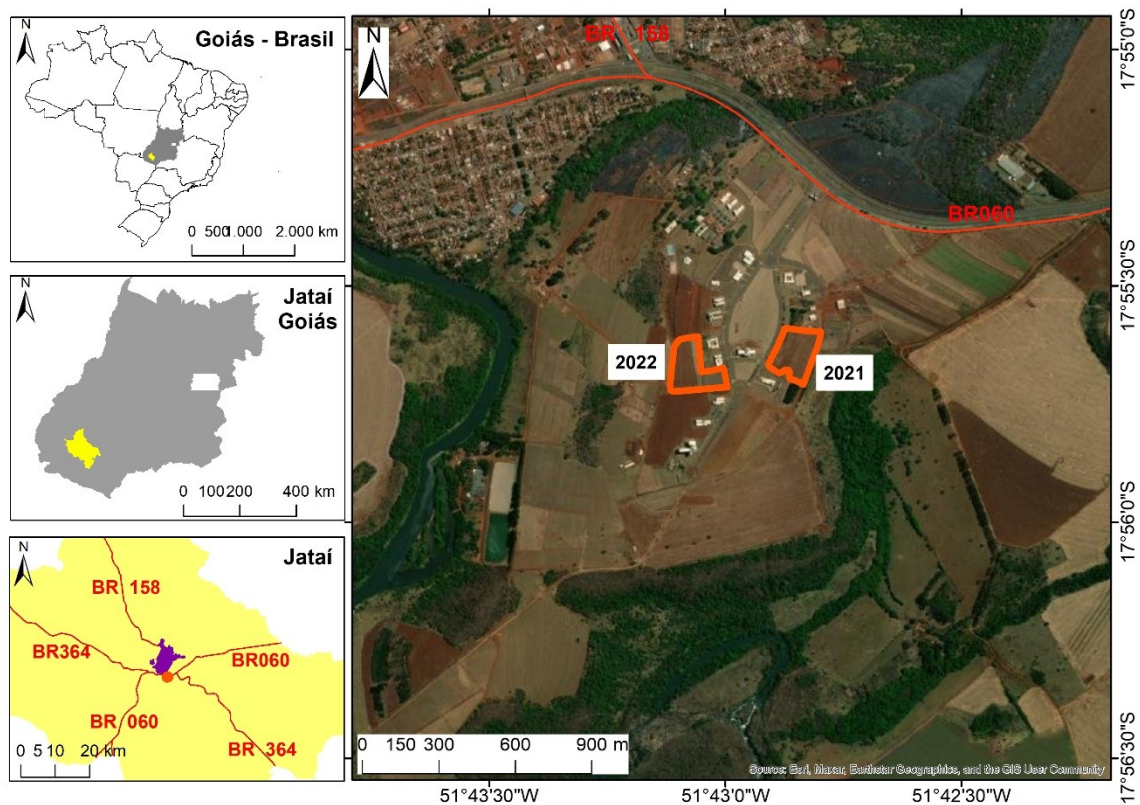 N
Goiás - Brasil
0 500 1.000 2.000 km
N
Jataí
Goiás
0 100 200 400 km
N
Jataí
BR 158
BR364
BR060
BR 060
BR 364
0 5 10 20 km
N
BR 158
BR060
2022
2021
0 150 300 600 900 m
Source: Esri, Maxar, Earthstar Geographics, and the GIS User Community
17°55'0"S
17°55'30"S
17°56'0"S
17°56'30"S
51°43'30"W
51°43'0"W
51°42'30"W